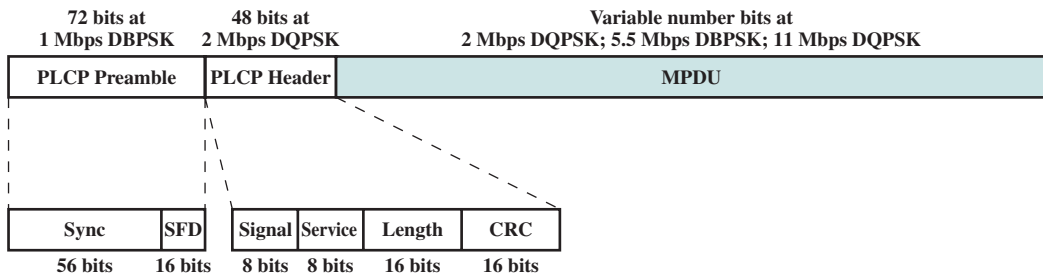 72 bits at
1 Mbps DBPSK
48 bits at
2 Mbps DQPSK
Variable number bits at
2 Mbps DQPSK; 5.5 Mbps DBPSK; 11 Mbps DQPSK
PLCP Preamble
PLCP Header
MPDU
Sync
SFD
Signal
Service
Length
CRC
56 bits
16 bits
8 bits
8 bits
16 bits
16 bits